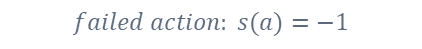 failed action: s(a) = −1